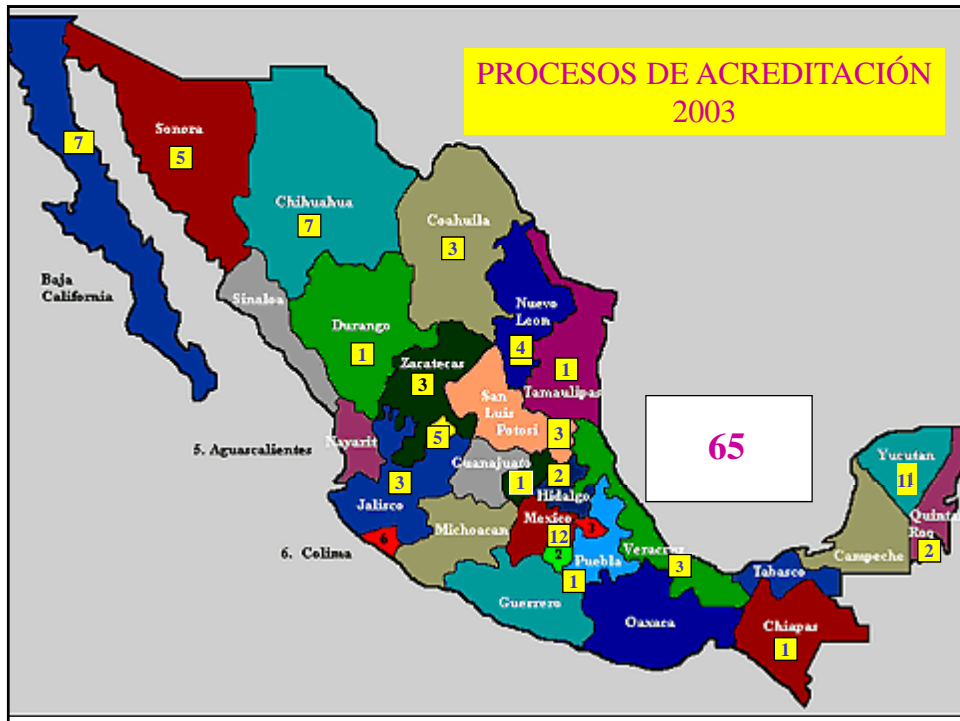 PROCESOS DE ACREDITACIÓN
2003
7
Sonora
5
Chihuahua
7
Coahuila
3
Baja
California
Sinaloa
Nuevo
Leon
4
Durango
1
Zacatecas
3
1
Tamaulipas
San
Luis
Potosi
3
65
Nayarit
5. Aguascalientes
5
Guanajuato
1
2
Hidalgo
Yucutan
11
Quintan
Roo
2
3
Jalisco
Michoacan
Mexico
12
2
3
6. Colima
6
Puebla
1
Veracruz
3
Campeche
Tabasco
Guerrero
Oaxaca
Chiapas
1